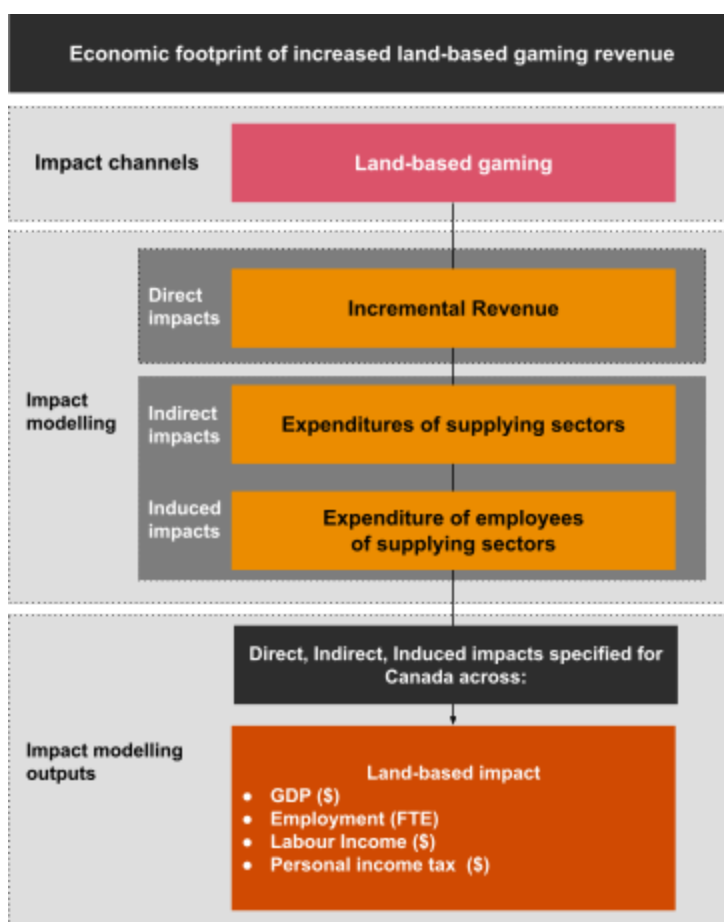 Economic footprint of increased land-based gaming revenue
Impact channels
Land-based gaming
Impact
modelling
Direct
impacts
Incremental Revenue
Indirect
impacts
Expenditures of supplying sectors
Induced
impacts
Expenditure of employees
of supplying sectors
Impact modelling
outputs
Direct, Indirect, Induced impacts specified for
Canada across:
Land-based impact
● GDP ($)
● Employment (FTE)
● Labour Income ($)
● Personal income tax ($)